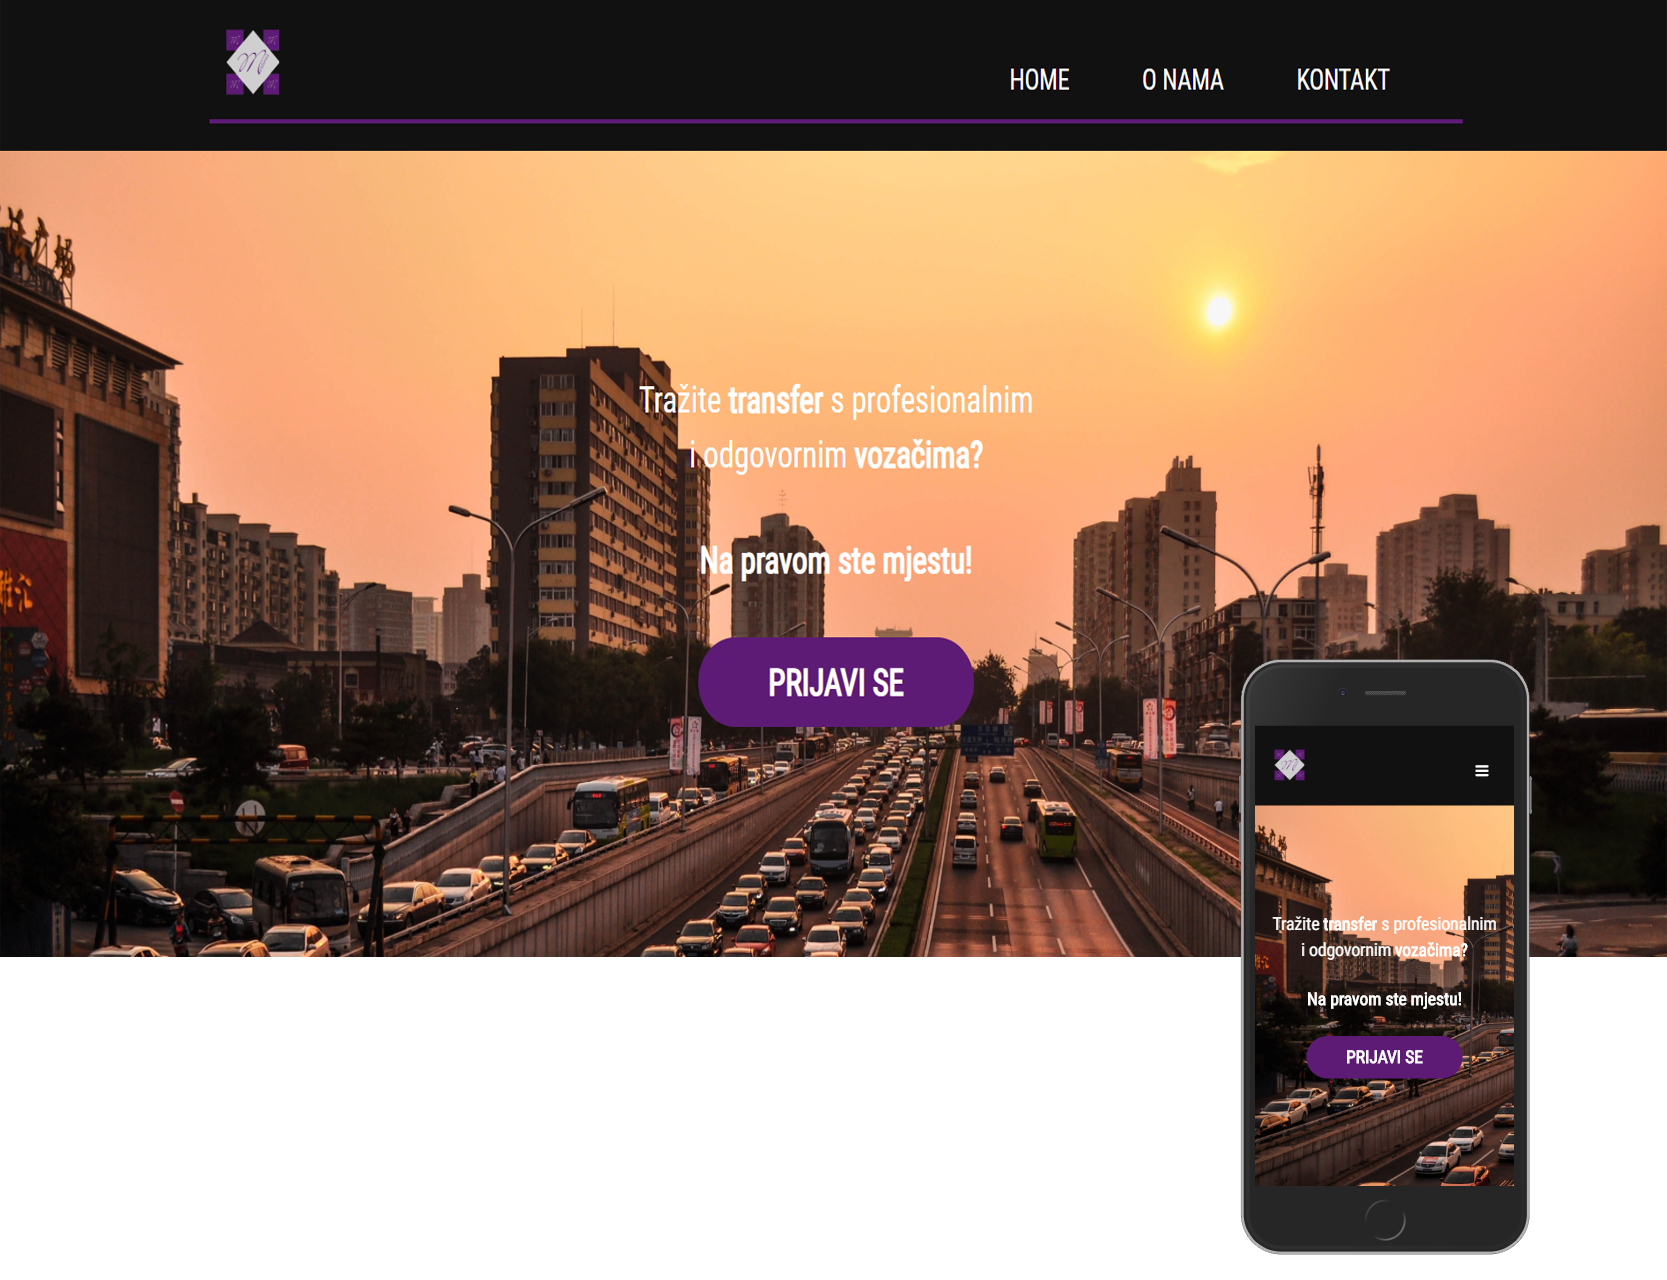 HOME O NAMA KONTAKT
Tražite transfer s profesionalnim
i odgovornim vozačima?
Na pravom ste mjestu!
PRIJAVI SE
Tražite transfer s profesionalnim
i odgovornim vozačima?
Na pravom ste mjestu!
PRIJAVI SE